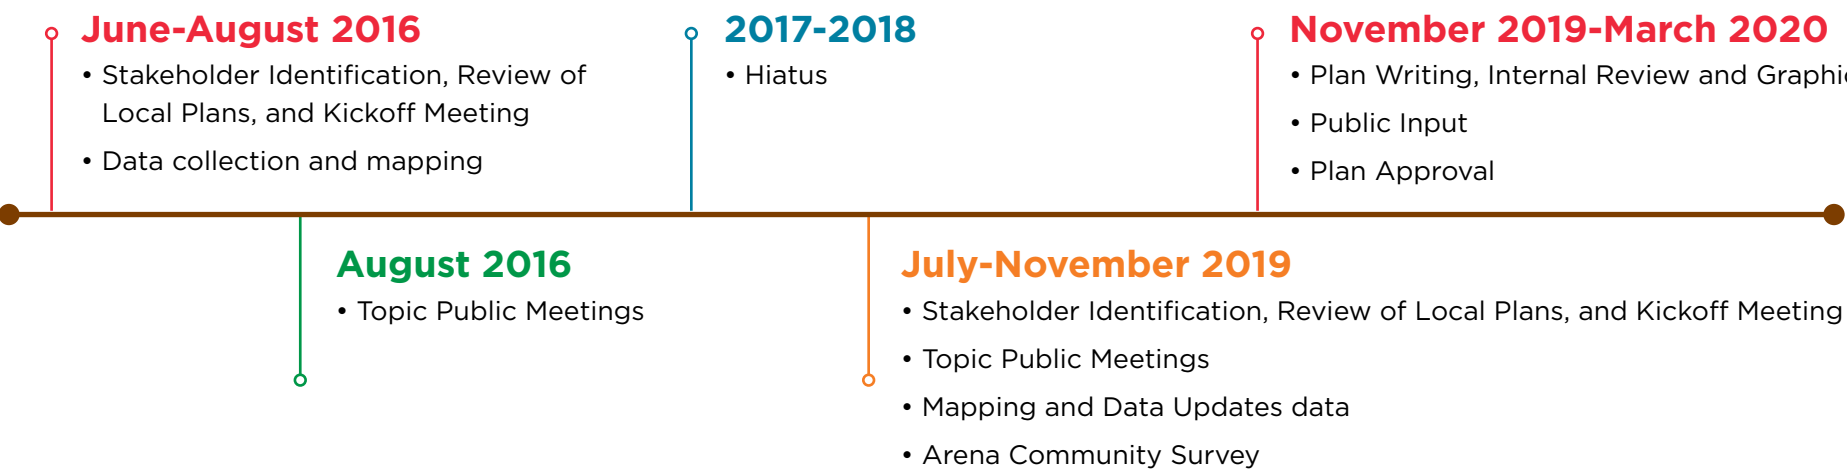 June-August 2016
• Stakeholder Identification, Review of
Local Plans, and Kickoff Meeting
• Data collection and mapping
2017-2018
• Hiatus
November 2019-March 2020
• Plan Writing, Internal Review and
• Public Input
• Plan Approval
August 2016
• Topic Public Meetings
July-November 2019
• Stakeholder Identification, Review of Local Plans, and Kickoff Meeting
• Topic Public Meetings
• Mapping and Data Updates data
• Arena Community Survey